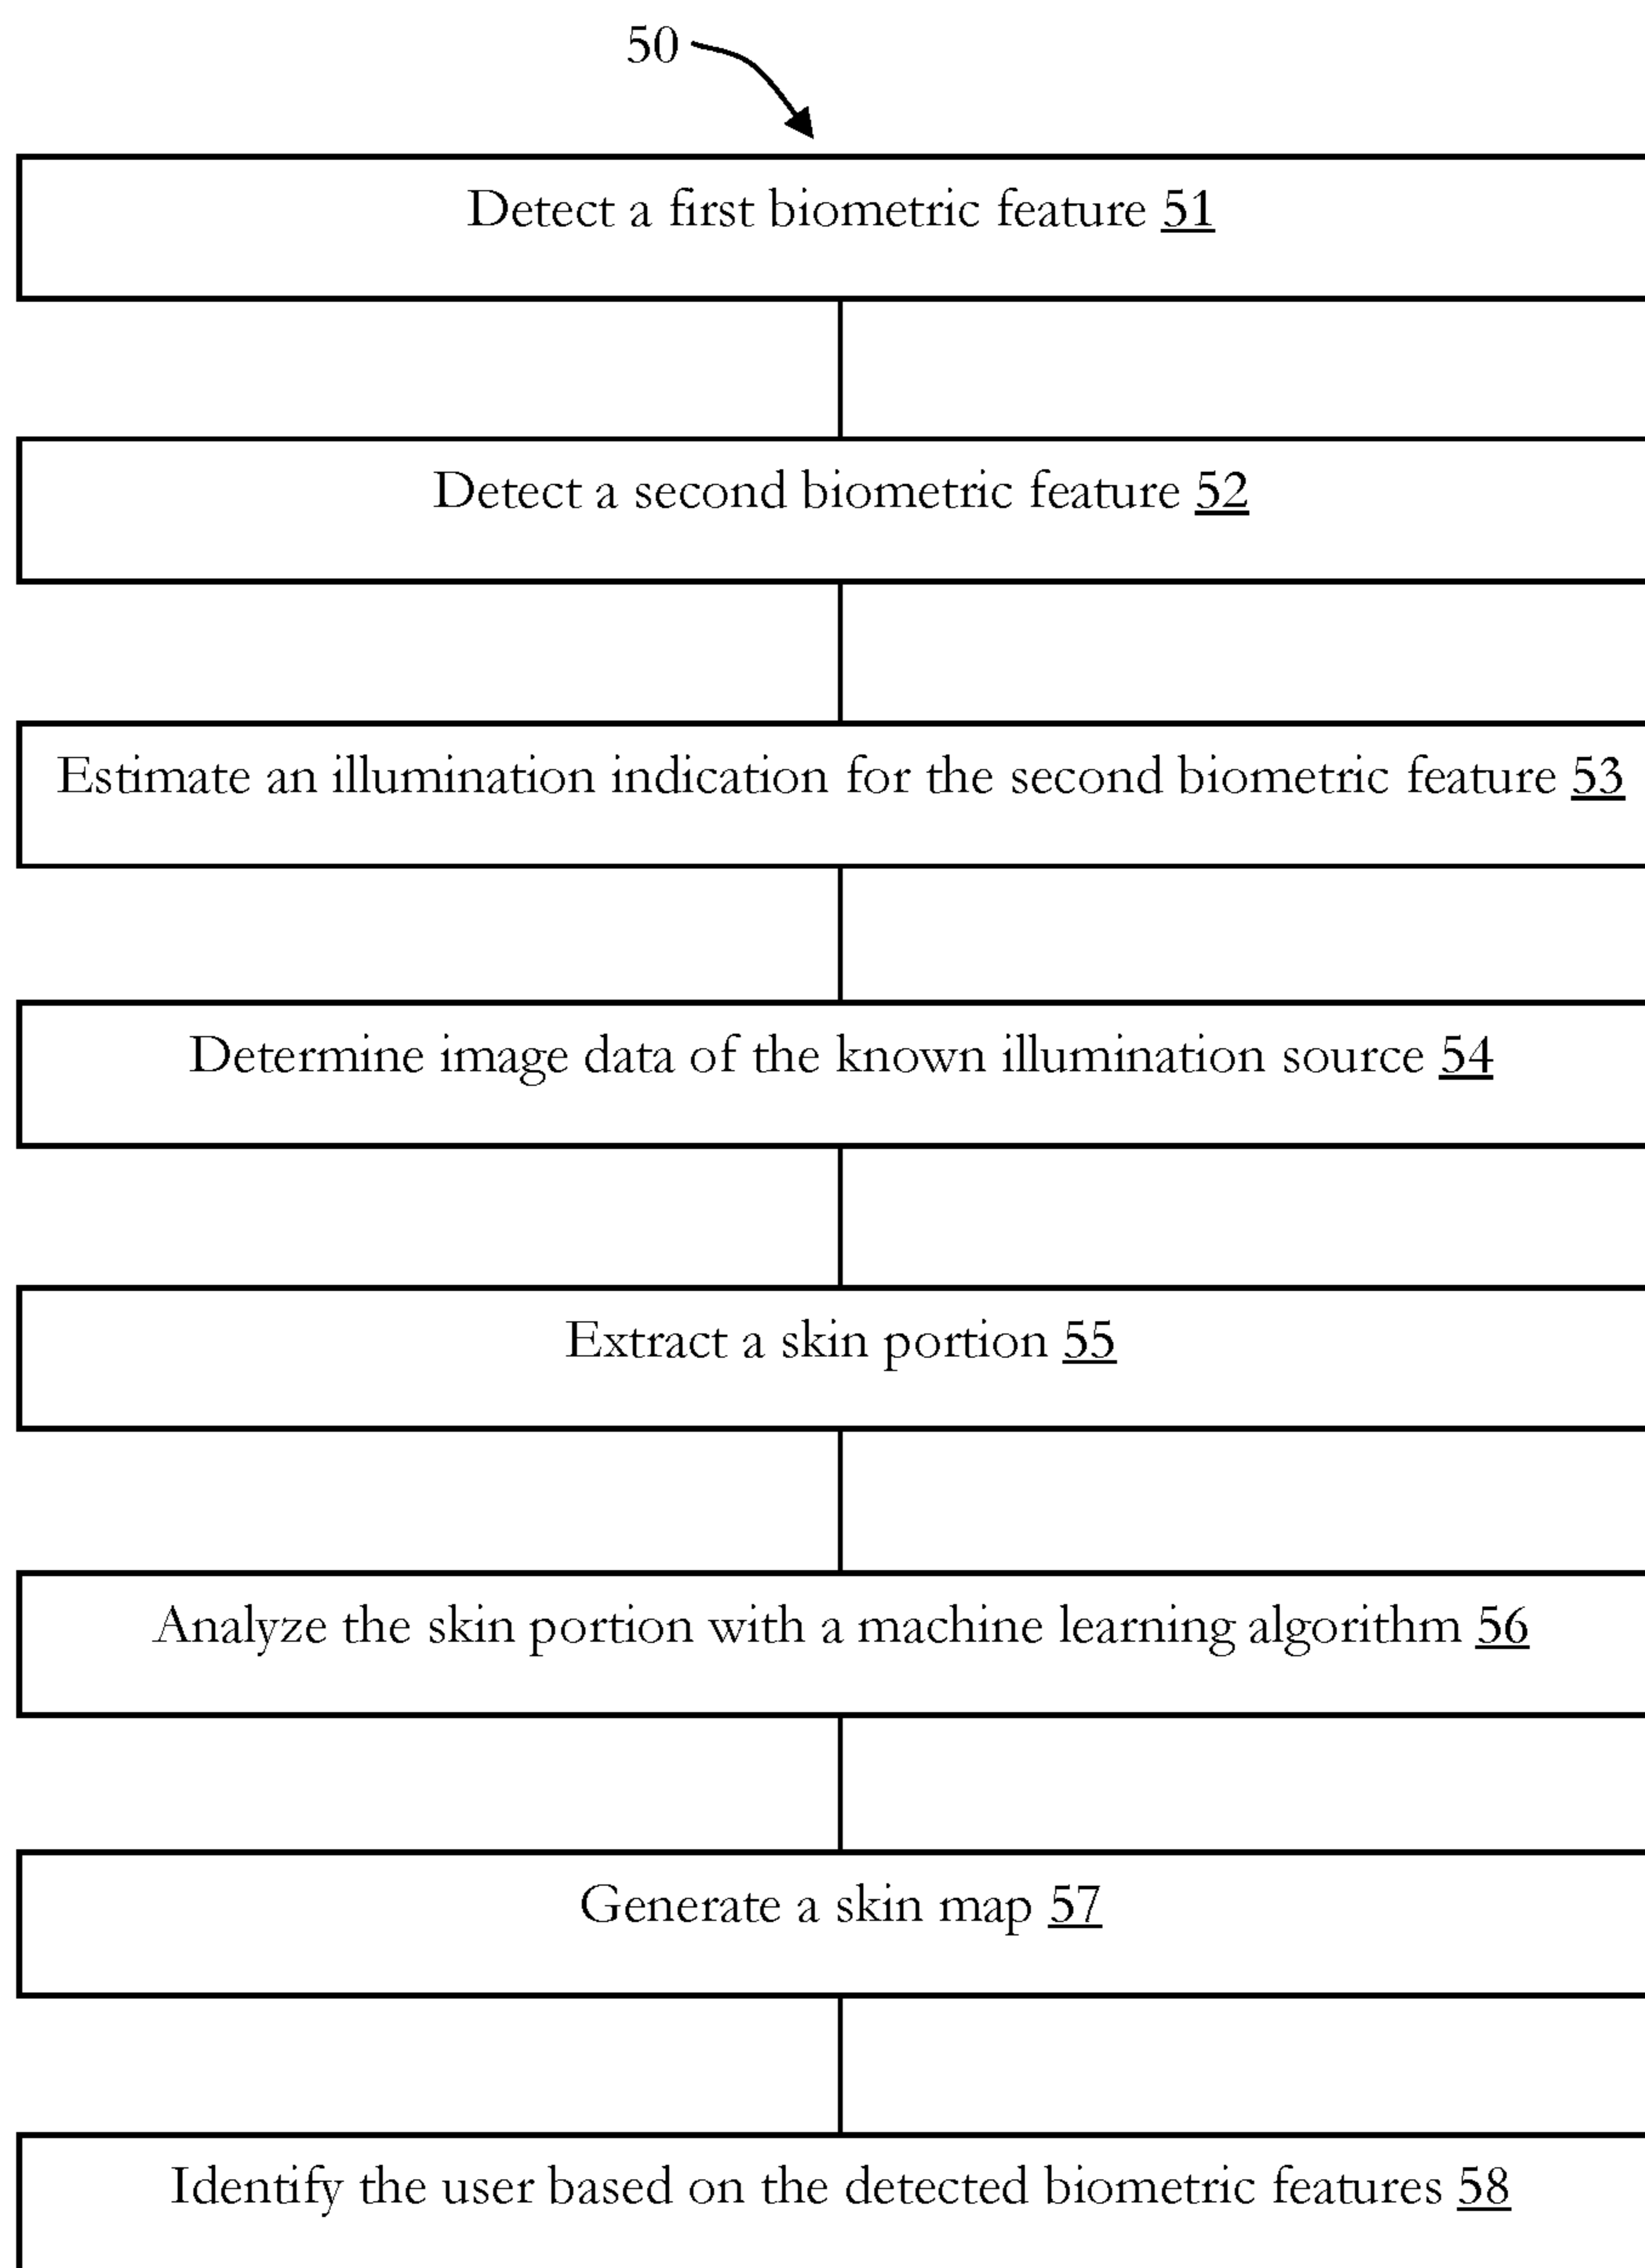 50
Detect a first biometric feature 51
Detect a second biometric feature 52
Estimate an illumination indication for the second biometric feature 53
Determine image data of the known illumination source 54
Extract a skin portion 55
Analyze the skin portion with a machine learning algorithm 56
Generate a skin map 57
Identify the user based on the detected biometric features 58